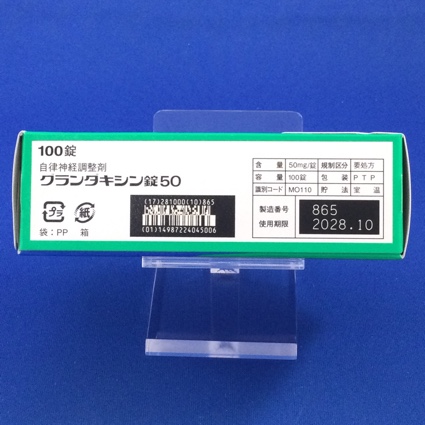 100錠
自律神経調整剤
グランタキシン錠50
プラ
紙
袋:PP 箱
(17)281000(10)865
(01)14987224045006
含量 50mg/錠 規制区分 要処方
容量 100錠 包装 PTP
識別コード MO110 貯法 室温
製造番号 865
使用期限 2028.10